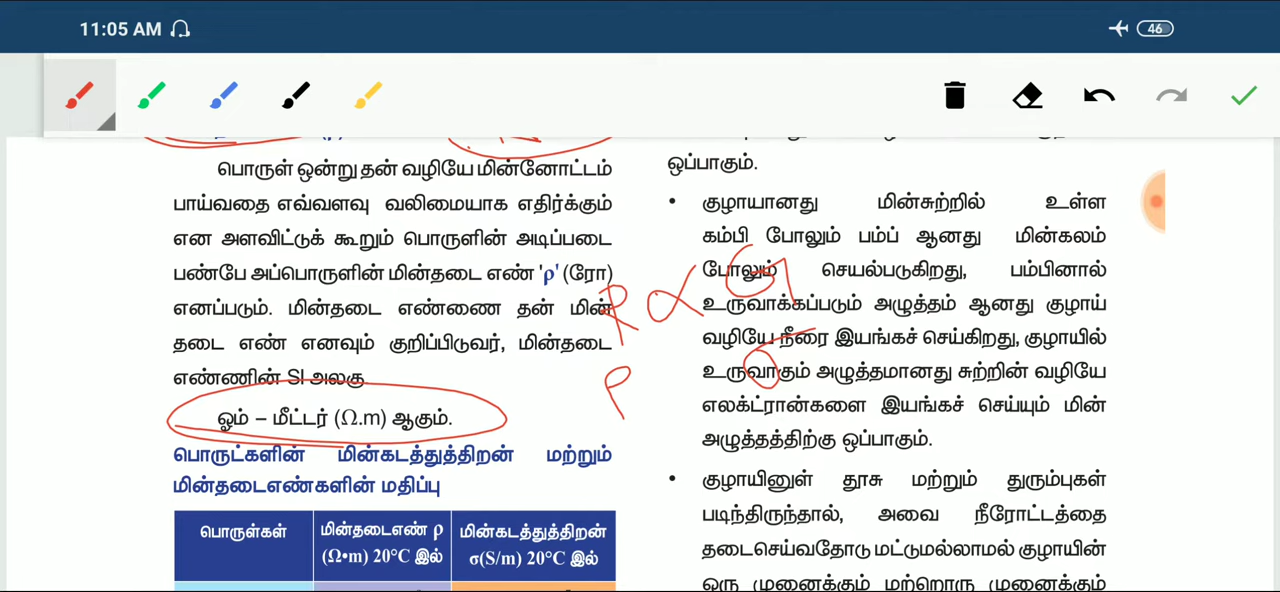 11:05 AM
46
பொருள் ஒன்று தன் வழியே மின்னோட்டம்
பாய்வதை எவ்வளவு வலிமையாக எதிர்க்கும்
என அளவிட்டுக் கூறும் பொருளின் அடிப்படை
பண்பே அப்பொருளின் மின்தடை எண் 'ρ' (ரோ)
எனப்படும். மின்தடை எண்ணை தன் மின்
தடை எண் எனவும் குறிப்பிடுவர், மின்தடை
எண்ணின் SI அலகு
ஓம் – மீட்டர் (Ω.m) ஆகும்.
பொருட்களின் மின்கடத்துத்திறன் மற்றும்
மின்தடைஎண்களின் மதிப்பு
பொருள்கள்
மின்தடைஎண் ρ
(Ω•m) 20°C இல்
மின்கடத்துத்திறன்
σ(S/m) 20°C இல்
ஒப்பாகும்.
• குழாயானது மின்சுற்றில் உள்ள
கம்பி போலும் பம்ப் ஆனது மின்கலம்
போலும் செயல்படுகிறது, பம்பினால்
உருவாக்கப்படும் அழுத்தம் ஆனது குழாய்
வழியே நீரை இயங்கச் செய்கிறது, குழாயில்
உருவாகும் அழுத்தமானது சுற்றின் வழியே
எலக்ட்ரான்களை இயங்கச் செய்யும் மின்
அழுத்தத்திற்கு ஒப்பாகும்.
• குழாயினுள் தூசு மற்றும் துரும்புகள்
படிந்திருந்தால், அவை நீரோட்டத்தை
தடைசெய்வதோடு மட்டுமல்லாமல் குழாயின்
ஒரு முனைக்கும் மற்றொரு முனைக்கும்
R ∝ G
ρ σ